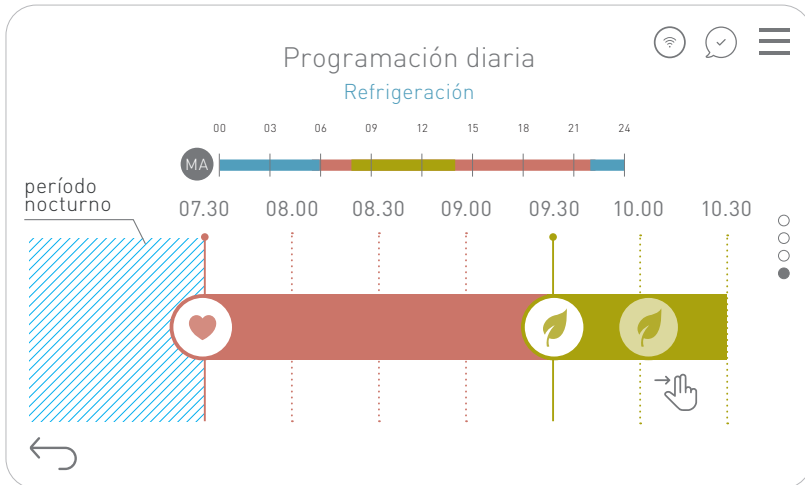 Programación diaria
Refrigeración
00 03 06 09 12 15 18 21 24
MA
período
nocturno
07.30 08.00 08.30 09.00 09.30 10.00 10.30